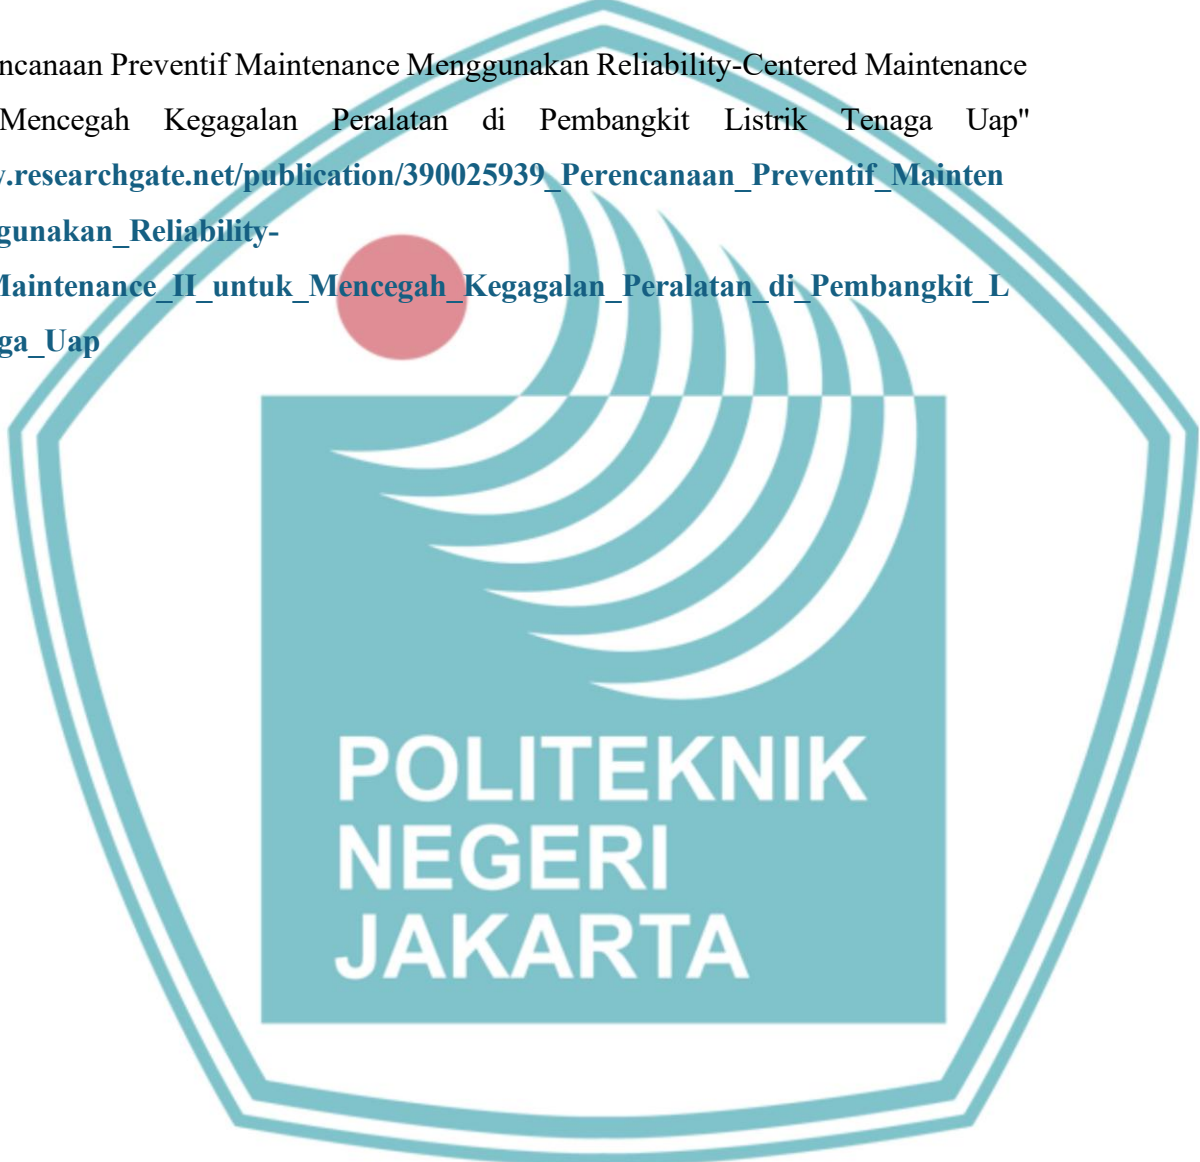 ncanaan Preventif Maintenance Menggunakan Reliability-Centered Maintenance
Mencegah Kegagalan Peralatan di Pembangkit Listrik Tenaga Uap"
.researchgate.net/publication/390025939_Perencanaan_Preventif_Mainten
gunakan_Reliability-
Maintenance_II_untuk_Mencegah_Kegagalan_Peralatan_di_Pembangkit_L
ga_Uap
POLITEKNIK
NEGERI
JAKARTA